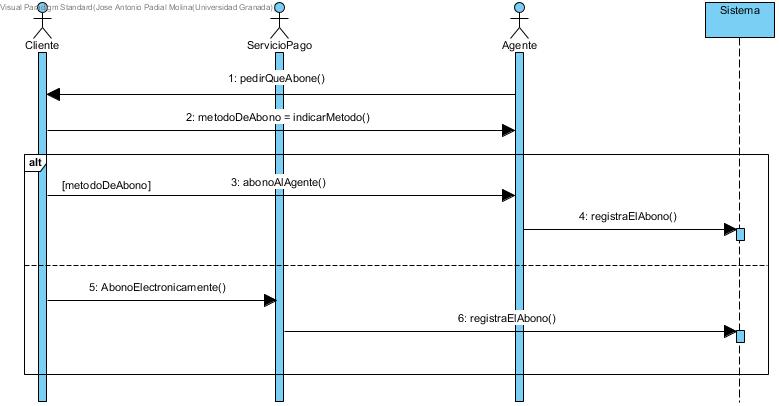 Visual Paradigm Standard(Jose Antonio Padial Molina(Universidad Granada)
Sistema
Cliente
ServicioPago
Agente
1: pedirQueAbone()
2: metodoDeAbono = indicarMetodo()
alt
[metodoDeAbono]
3: abonoAlAgente()
4: registraElAbono()
5: AbonoElectronicamente()
6: registraElAbono()